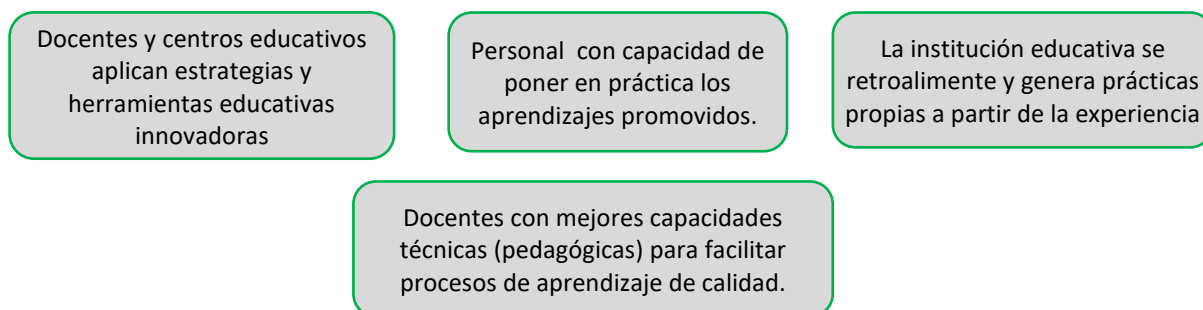 Docentes y centros educativos
aplican estrategias y
herramientas educativas
innovadoras
Personal con capacidad de
poner en práctica los
aprendizajes promovidos.
La institución educativa se
retroalimente y genera prácticas
propias a partir de la experiencia
Docentes con mejores capacidades
técnicas (pedagógicas) para facilitar
procesos de aprendizaje de calidad.